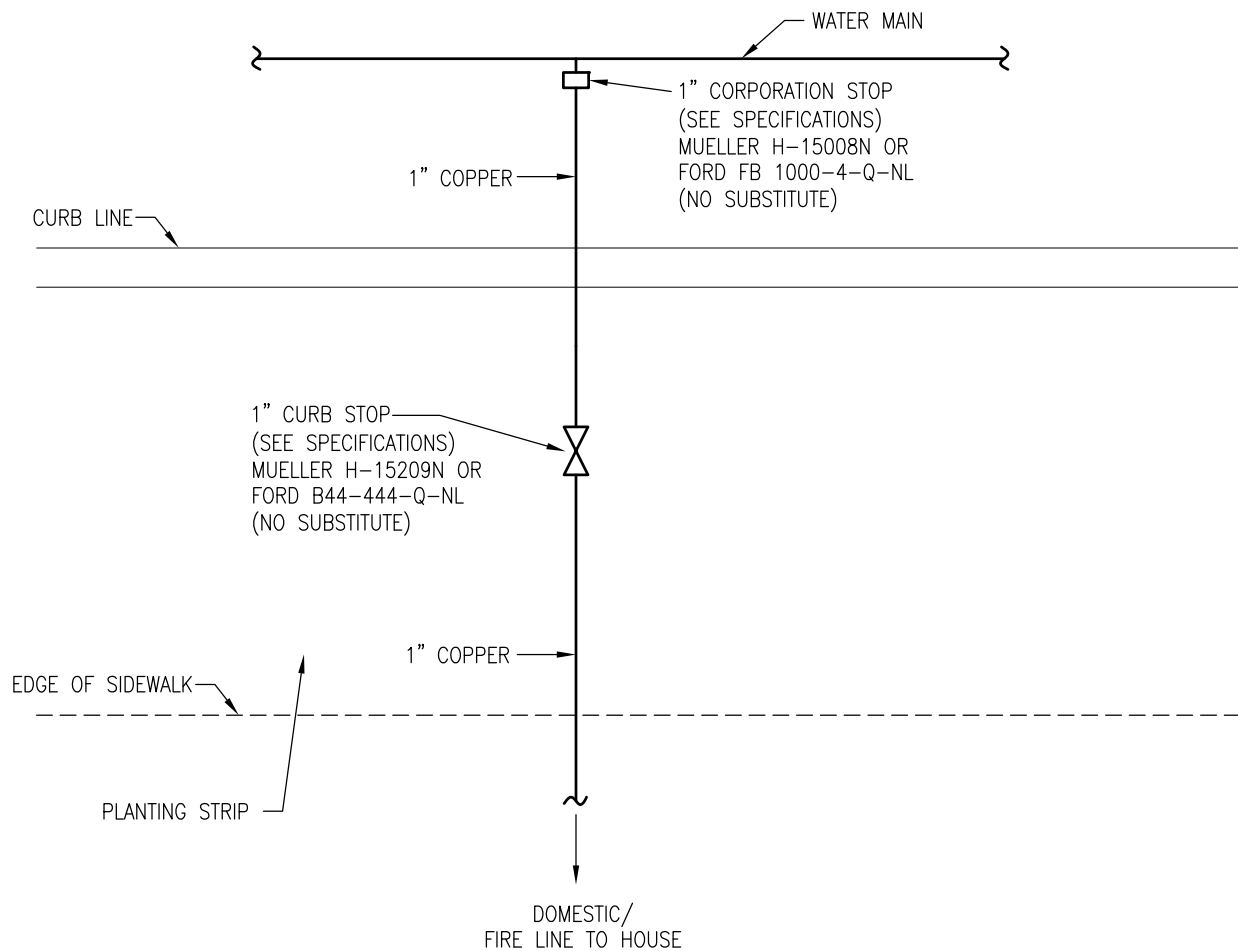 WATER MAIN
1” CORPORATION STOP
(SEE SPECIFICATIONS)
MUELLER H-15008N OR
FORD FB 1000-4-Q-NL
(NO SUBSTITUTE)
1” COPPER
CURB LINE
1” CURB STOP
(SEE SPECIFICATIONS)
MUELLER H-15209N OR
FORD B44-444-Q-NL
(NO SUBSTITUTE)
1” COPPER
EDGE OF SIDEWALK
PLANTING STRIP
DOMESTIC/
FIRE LINE TO HOUSE